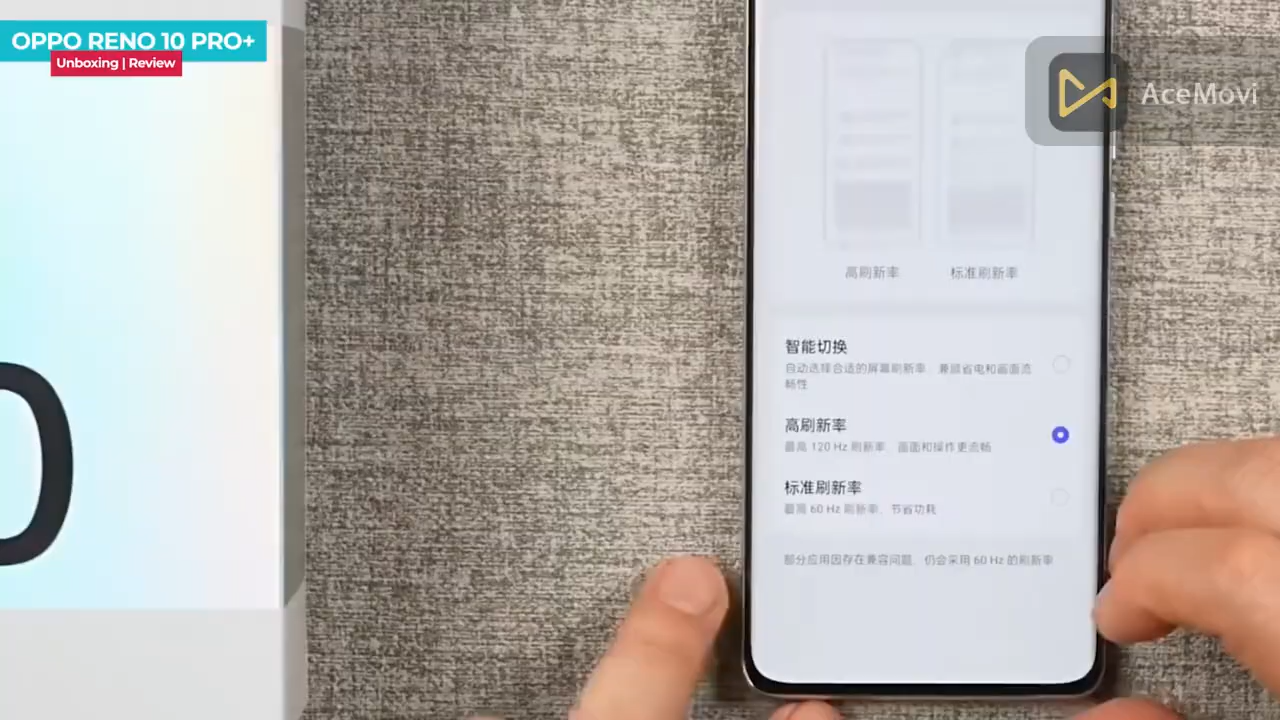 OPPO RENO 10 PRO+
Unboxing | Review
AceMovi
0
高刷新率
标准刷新率
智能切换
自动选择合适的屏幕刷新率，兼顾省电和画面流
畅性
高刷新率
最高 120 Hz 刷新率，画面和操作更流畅
标准刷新率
最高 60 Hz 刷新率，节省功耗
部分应用因存在兼容问题，仍会采用 60 Hz 的刷新率